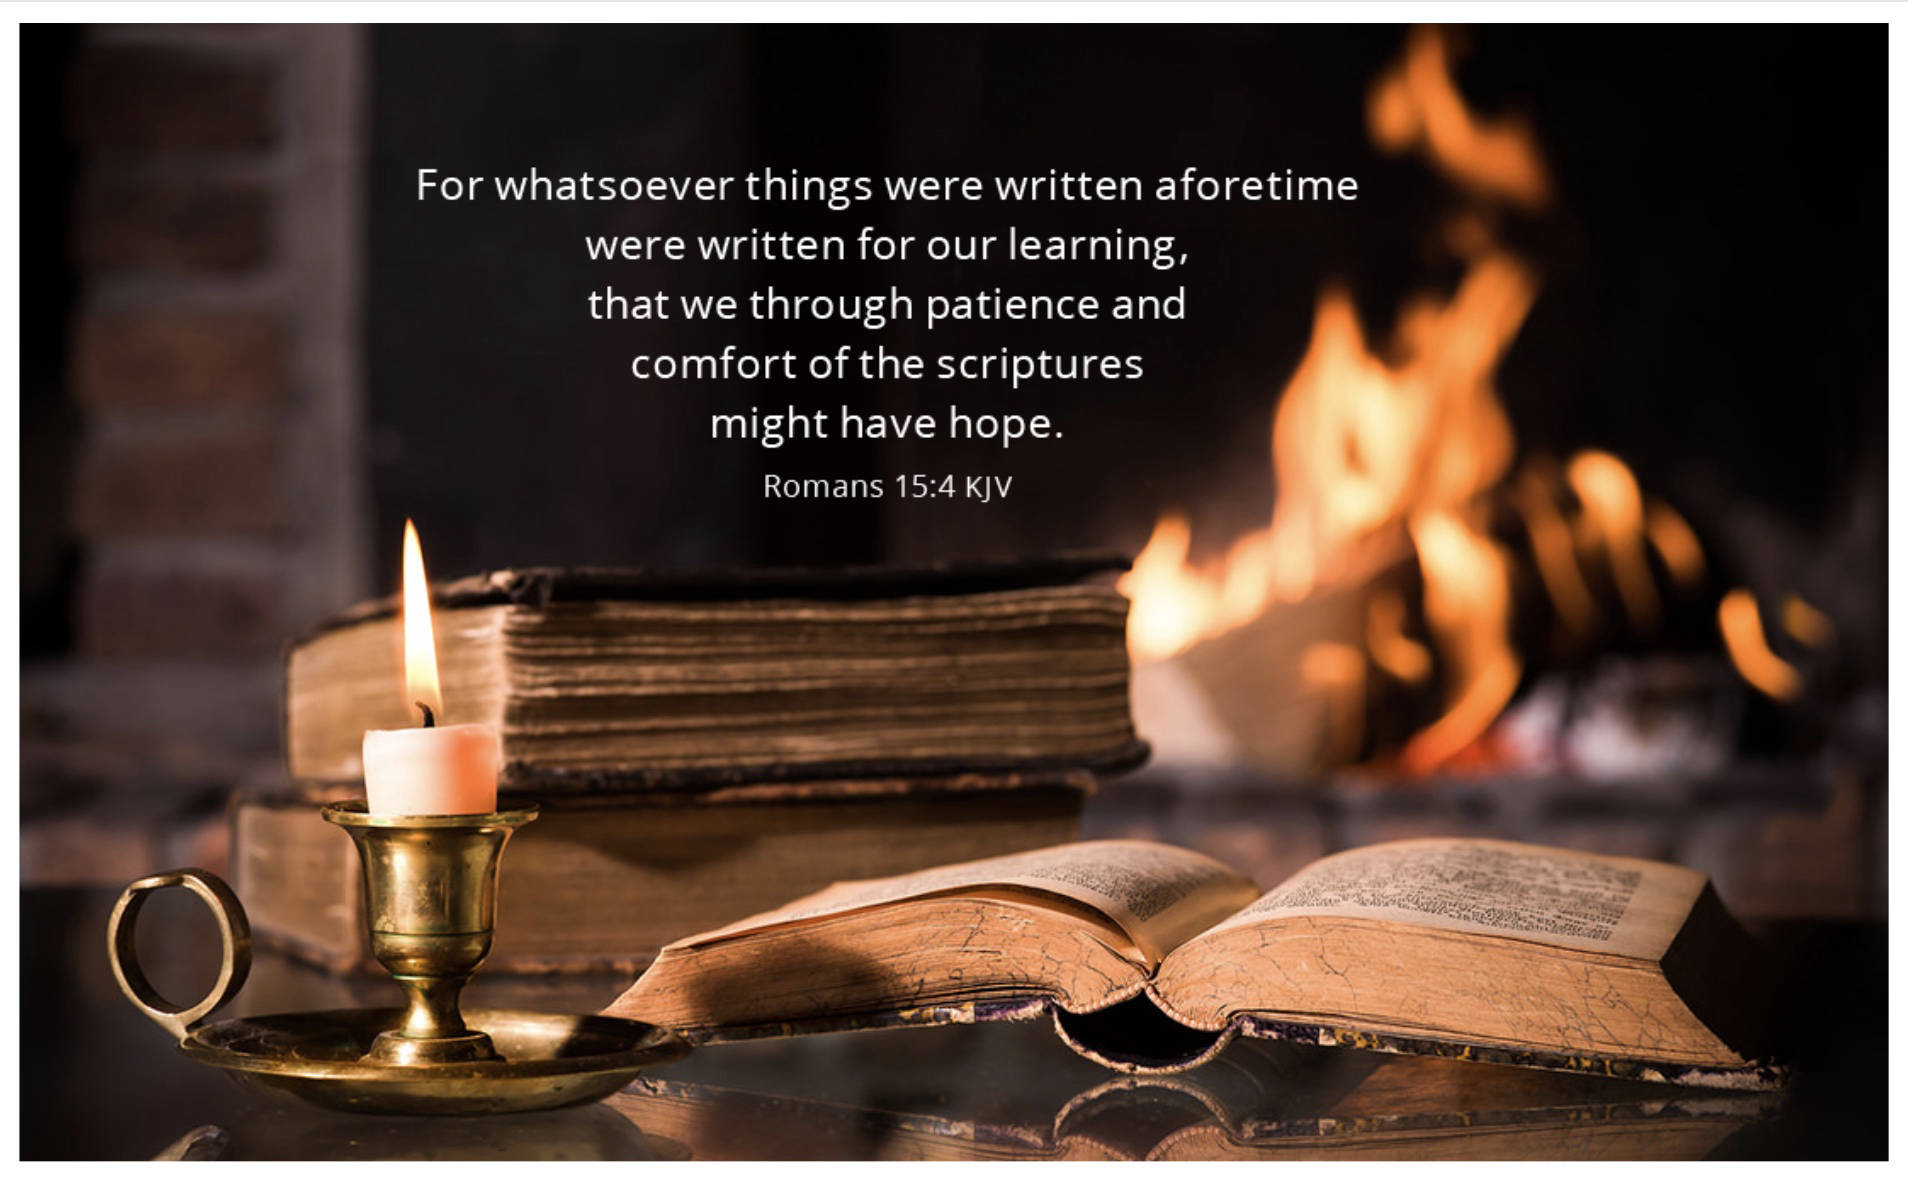 For whatsoever things were written aforetime
were written for our learning,
that we through patience and
comfort of the scriptures
might have hope.
Romans 15:4 KJV